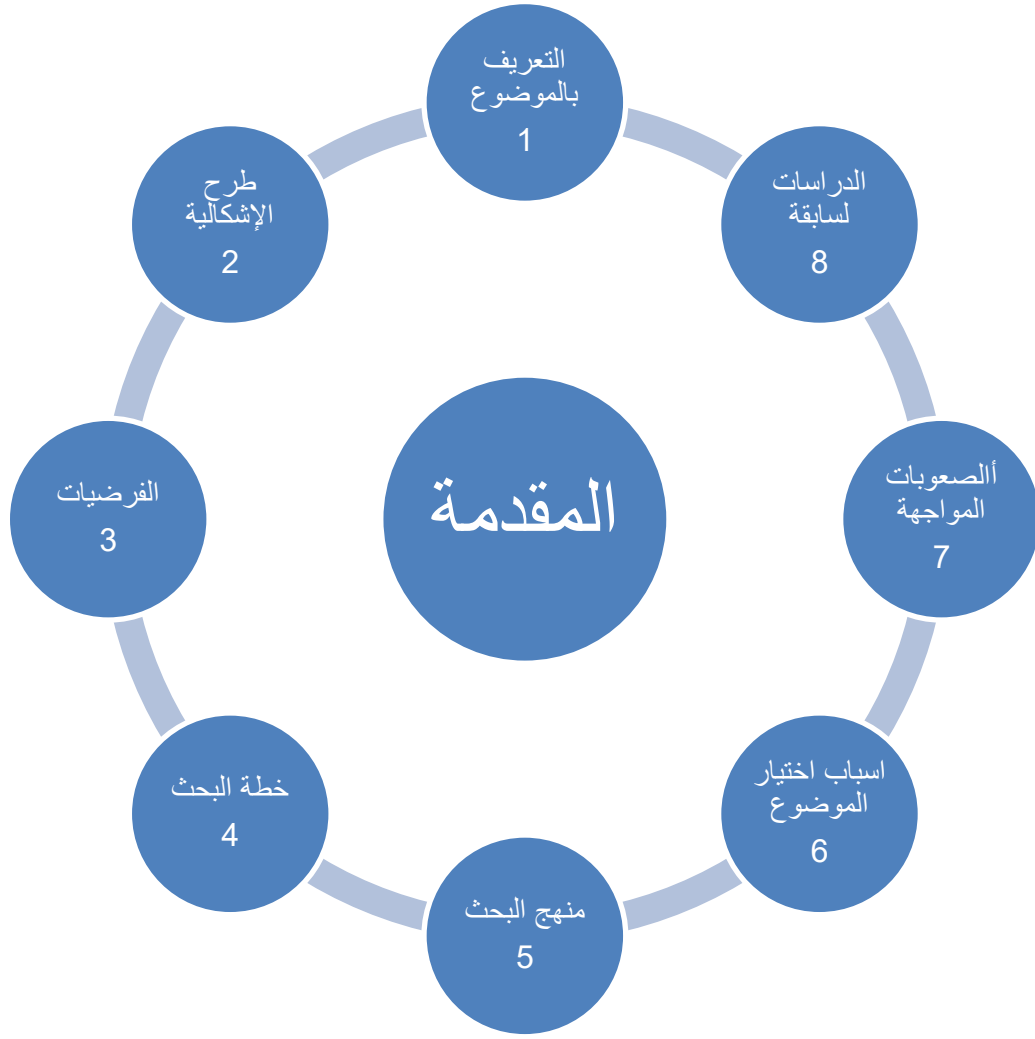 المقدمة
التعريف
بالموضوع
1
طرح
الإشكالية
2
الفرضيات
3
خطة البحث
4
منهج البحث
5
اسباب اختيار
الموضوع
6
أالصعوبات
المواجهة
7
الدراسات
لسابقة
8